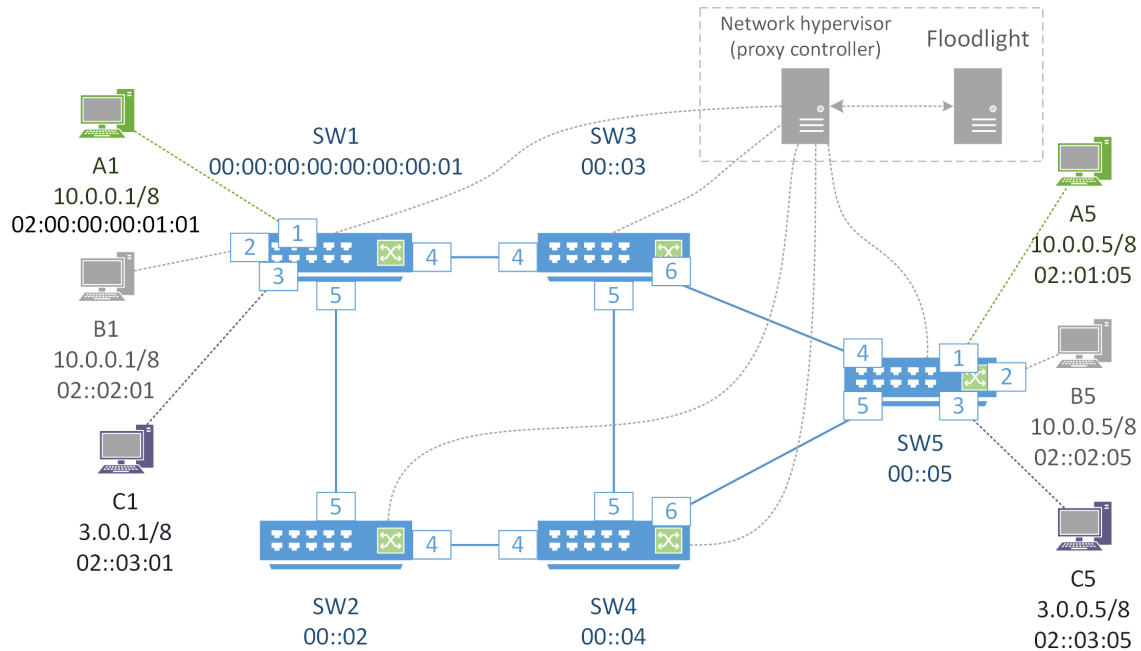 Network hypervisor
(proxy controller)
Floodlight
SW1
00:00:00:00:00:00:00:01
SW3
00::03
A1
10.0.0.1/8
02:00:00:00:01:01
A5
10.0.0.5/8
02::01:05
1
2
3
4
5
4
6
5
B1
10.0.0.1/8
02::02:01
4
1
2
5
3
B5
10.0.0.5/8
02::02:05
SW5
00::05
C1
3.0.0.1/8
02::03:01
5
4
5
6
4
C5
3.0.0.5/8
02::03:05
SW2
00::02
SW4
00::04